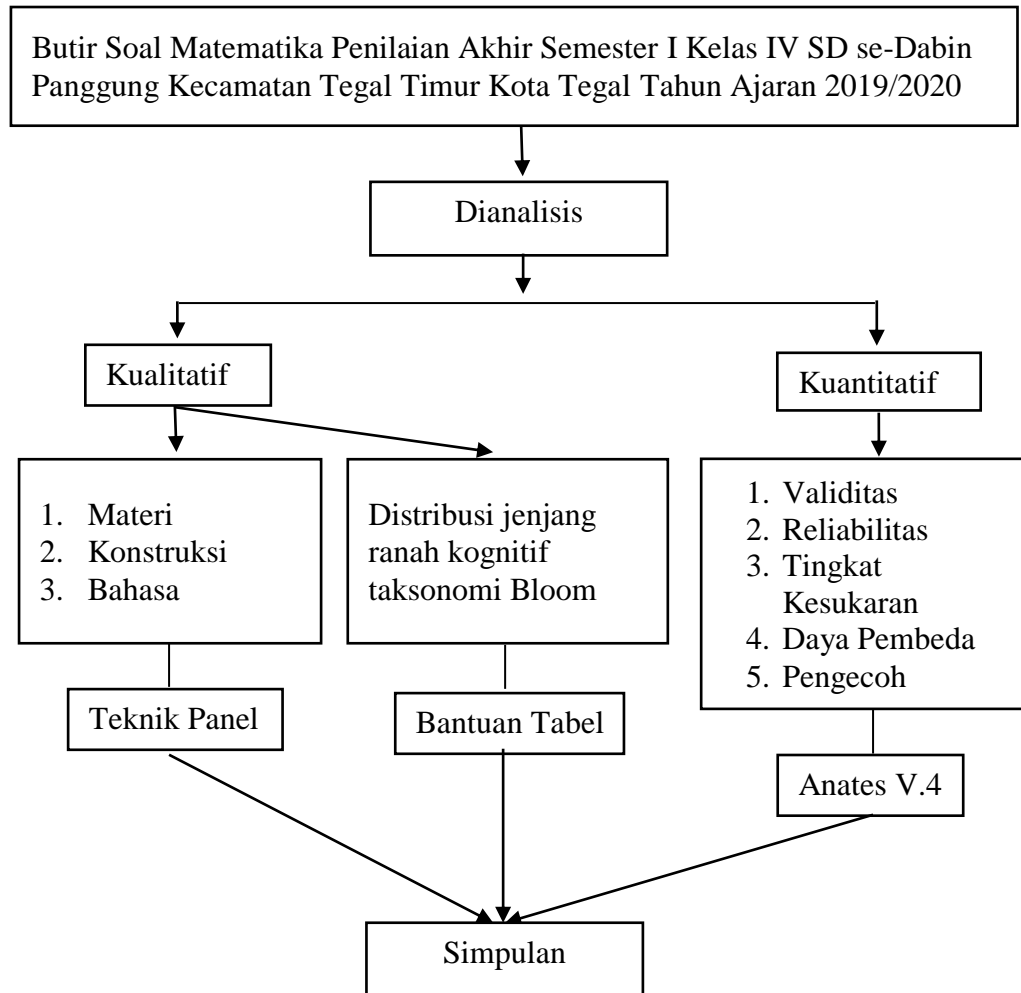 Butir Soal Matematika Penilaian Akhir Semester I Kelas IV SD se-Dabin
Panggung Kecamatan Tegal Timur Kota Tegal Tahun Ajaran 2019/2020
Dianalisis
Kualitatif
Kuantitatif
1. Materi
2. Konstruksi
3. Bahasa
Distribusi jenjang
ranah kognitif
taksonomi Bloom
1. Validitas
2. Reliabilitas
3. Tingkat
Kesukaran
4. Daya Pembeda
5. Pengecoh
Teknik Panel
Bantuan Tabel
Anates V.4
Simpulan